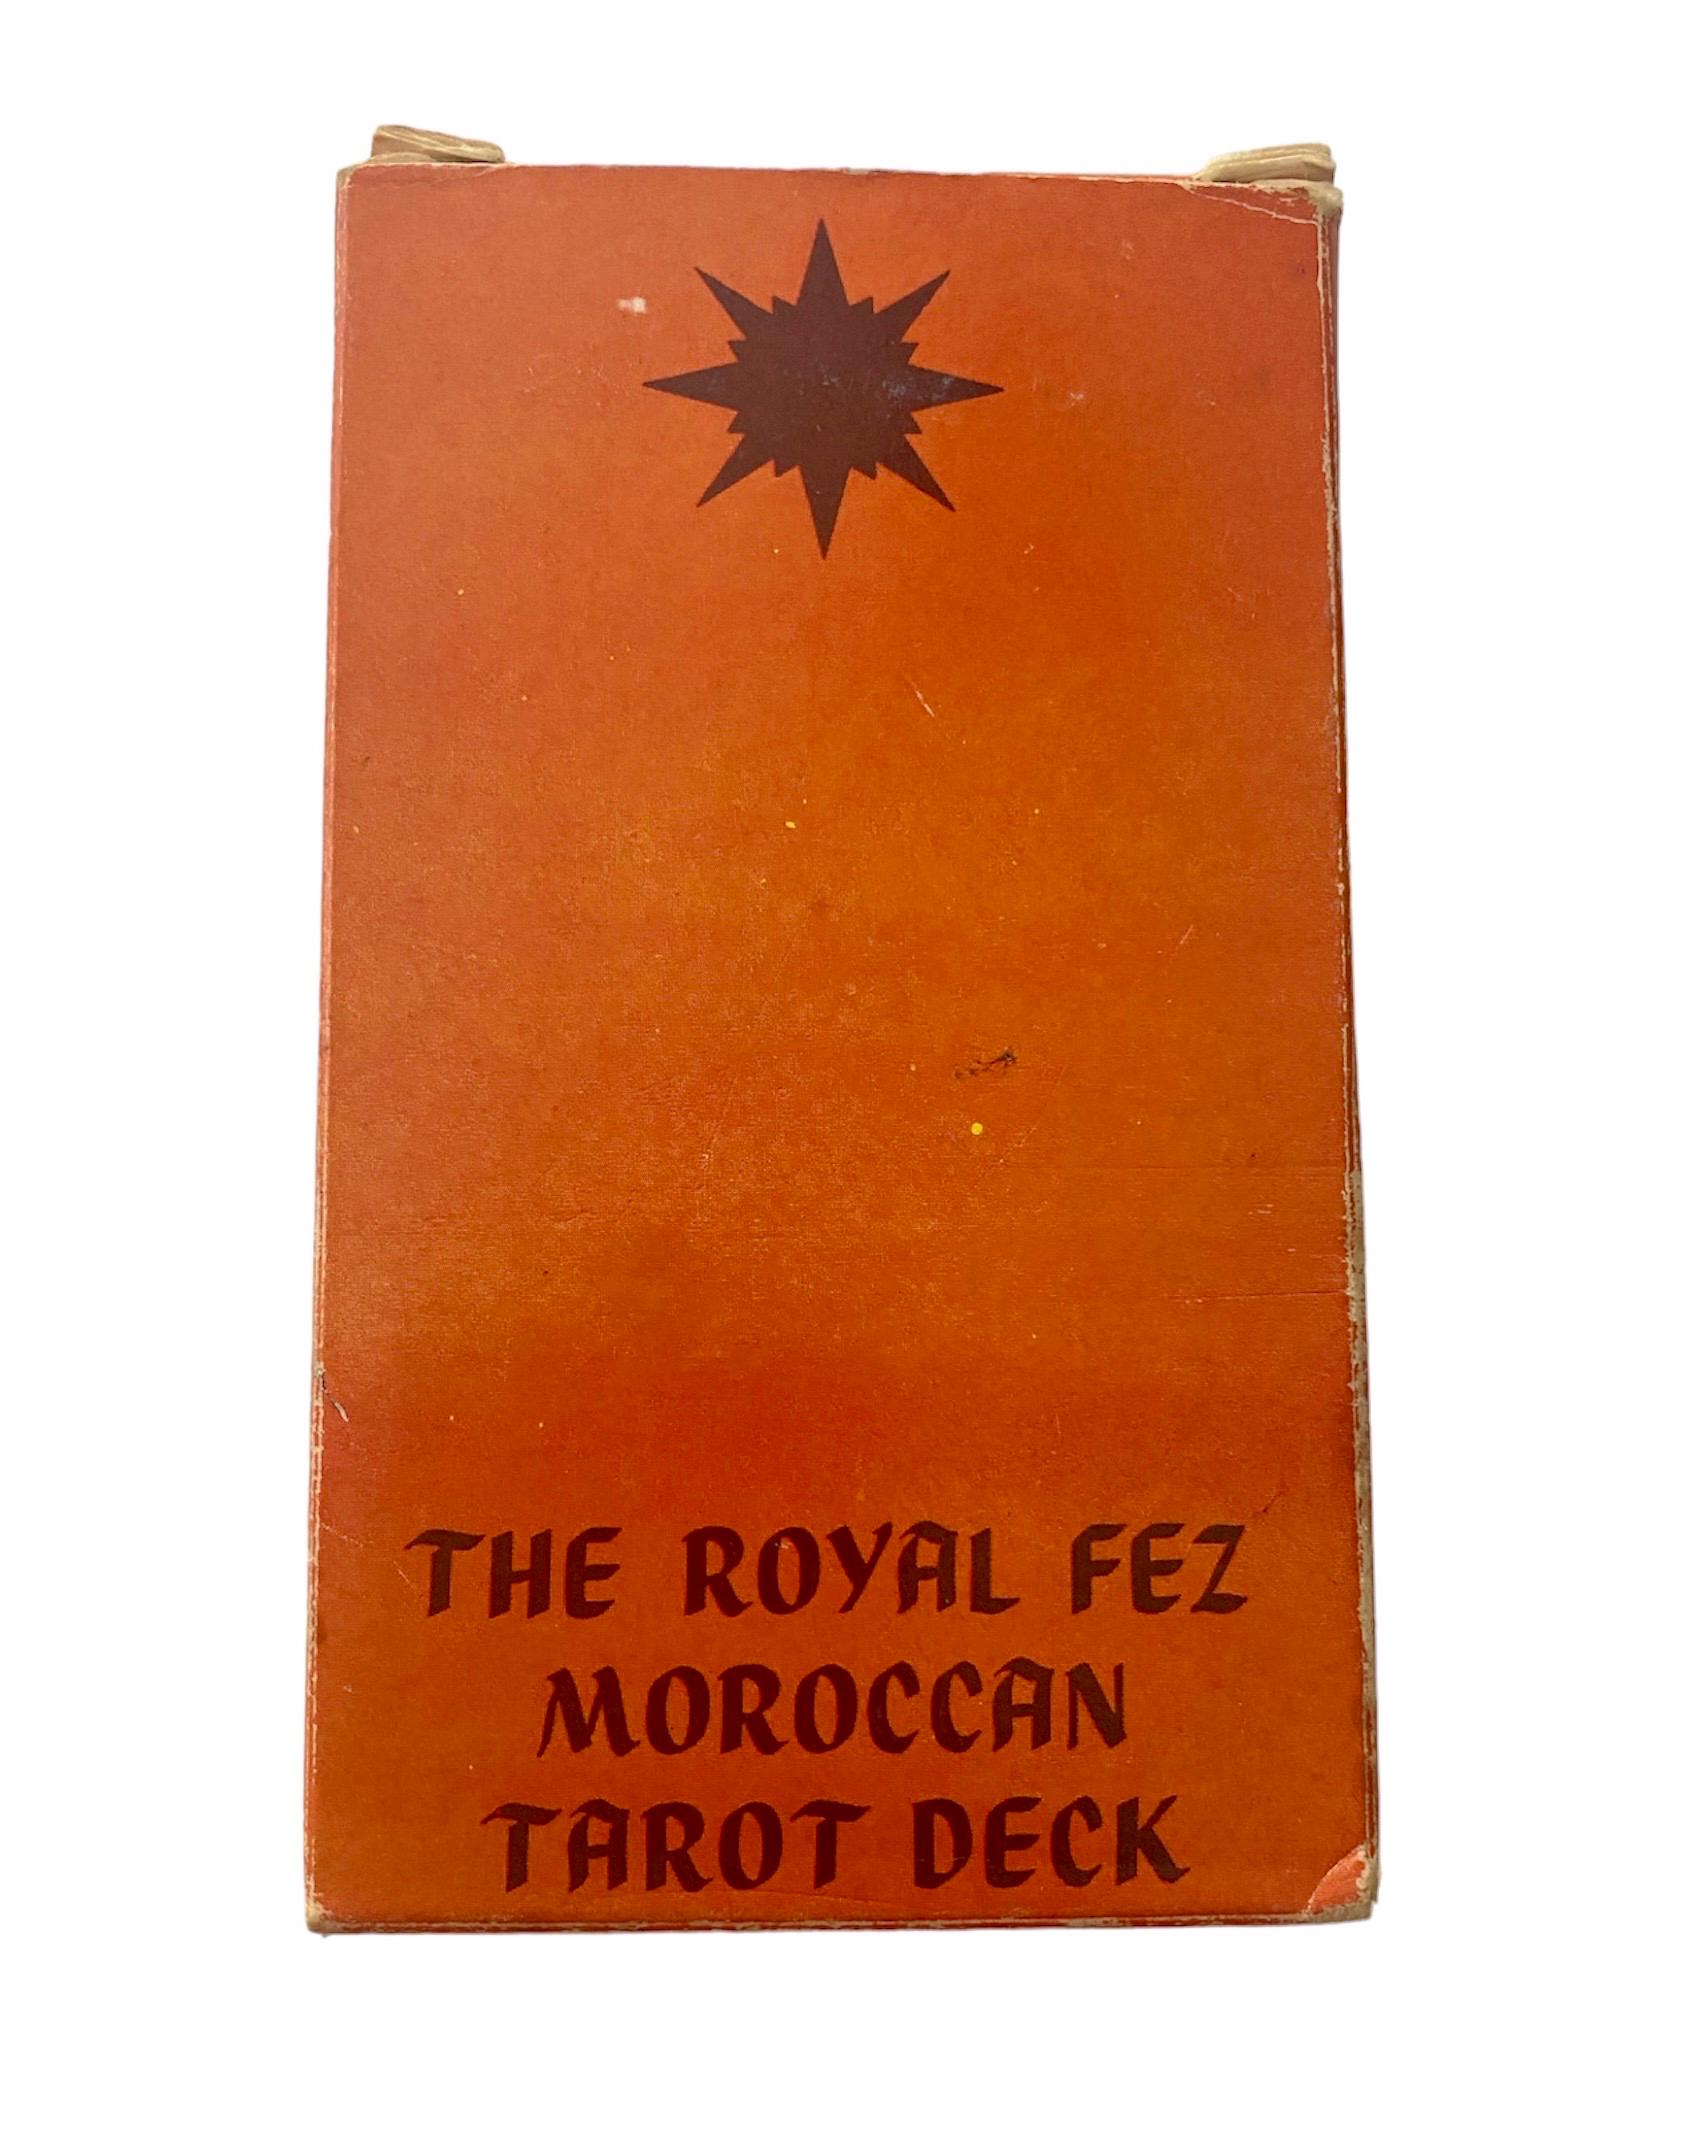 THE ROYAL FEZ
MOROCCAN
TAROT DECK